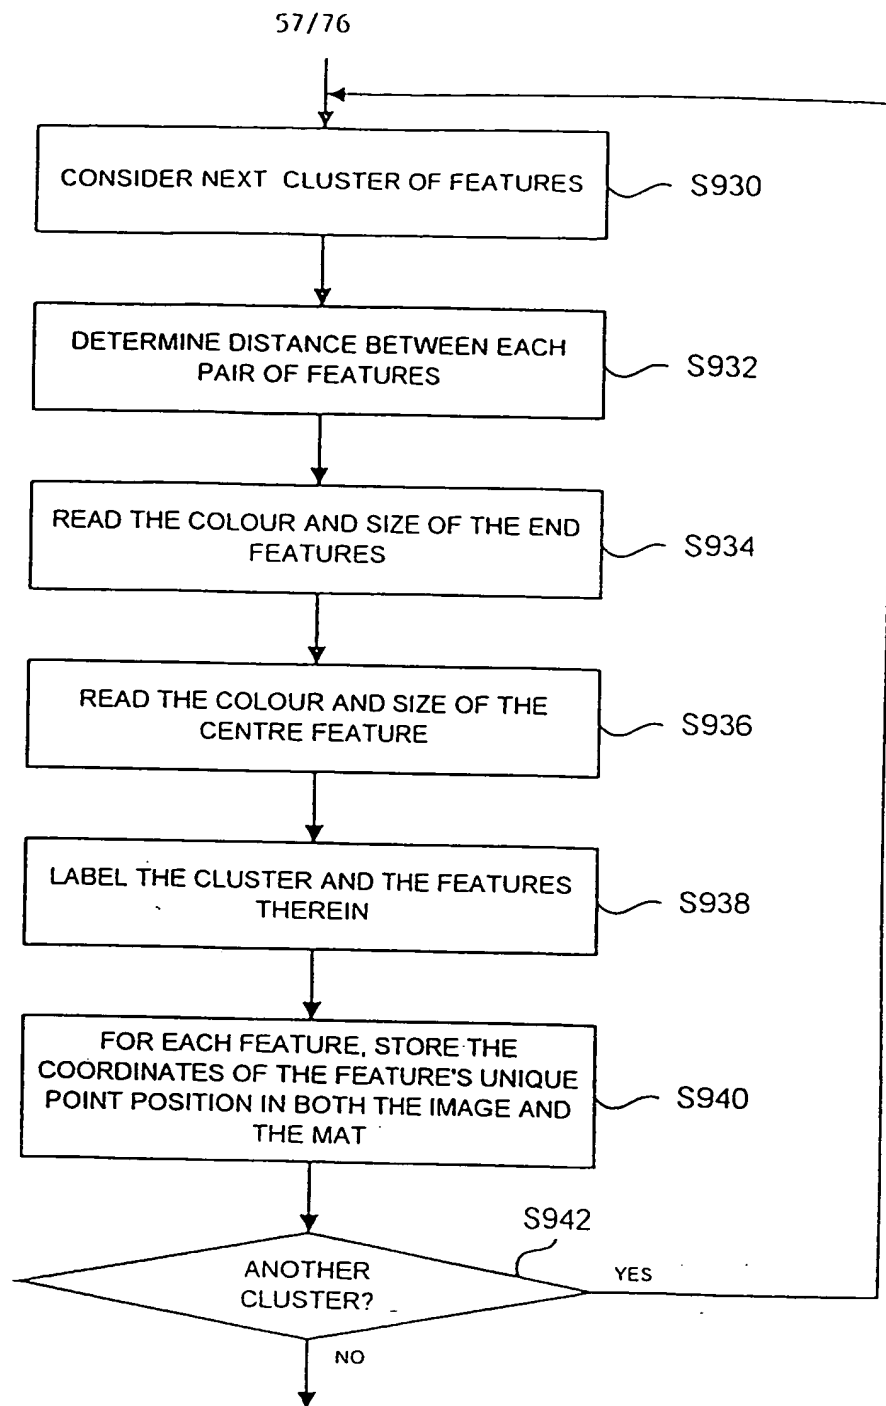 57/76
CONSIDER NEXT CLUSTER OF FEATURES
S930
DETERMINE DISTANCE BETWEEN EACH
PAIR OF FEATURES
S932
READ THE COLOUR AND SIZE OF THE END
FEATURES
S934
READ THE COLOUR AND SIZE OF THE
CENTRE FEATURE
S936
LABEL THE CLUSTER AND THE FEATURES
THEREIN
S938
FOR EACH FEATURE, STORE THE
COORDINATES OF THE FEATURE'S UNIQUE
POINT POSITION IN BOTH THE IMAGE AND
THE MAT
S940
S942
ANOTHER
CLUSTER?
YES
NO